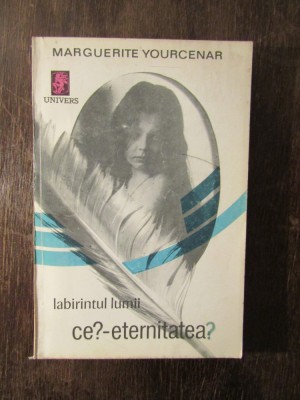 MARGUERITE YOURCENAR
UNIVERS
labirintul lumii
ce?-eternitatea?